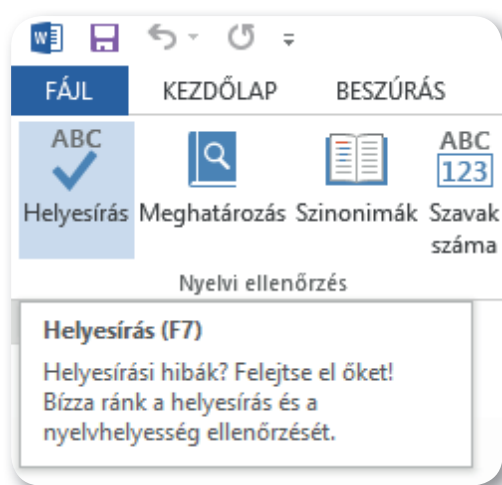 FÁJL KEZDŐLAP BESZÚRÁS
ABC ABC
123
Helyesírás Meghatározás Szinonimák Szavak
száma
Nyelvi ellenőrzés
Helyesírás (F7)
Helyesírási hibák? Felejtse el őket!
Bízza ránk a helyesírás és a
nyelvhelyesség ellenőrzését.